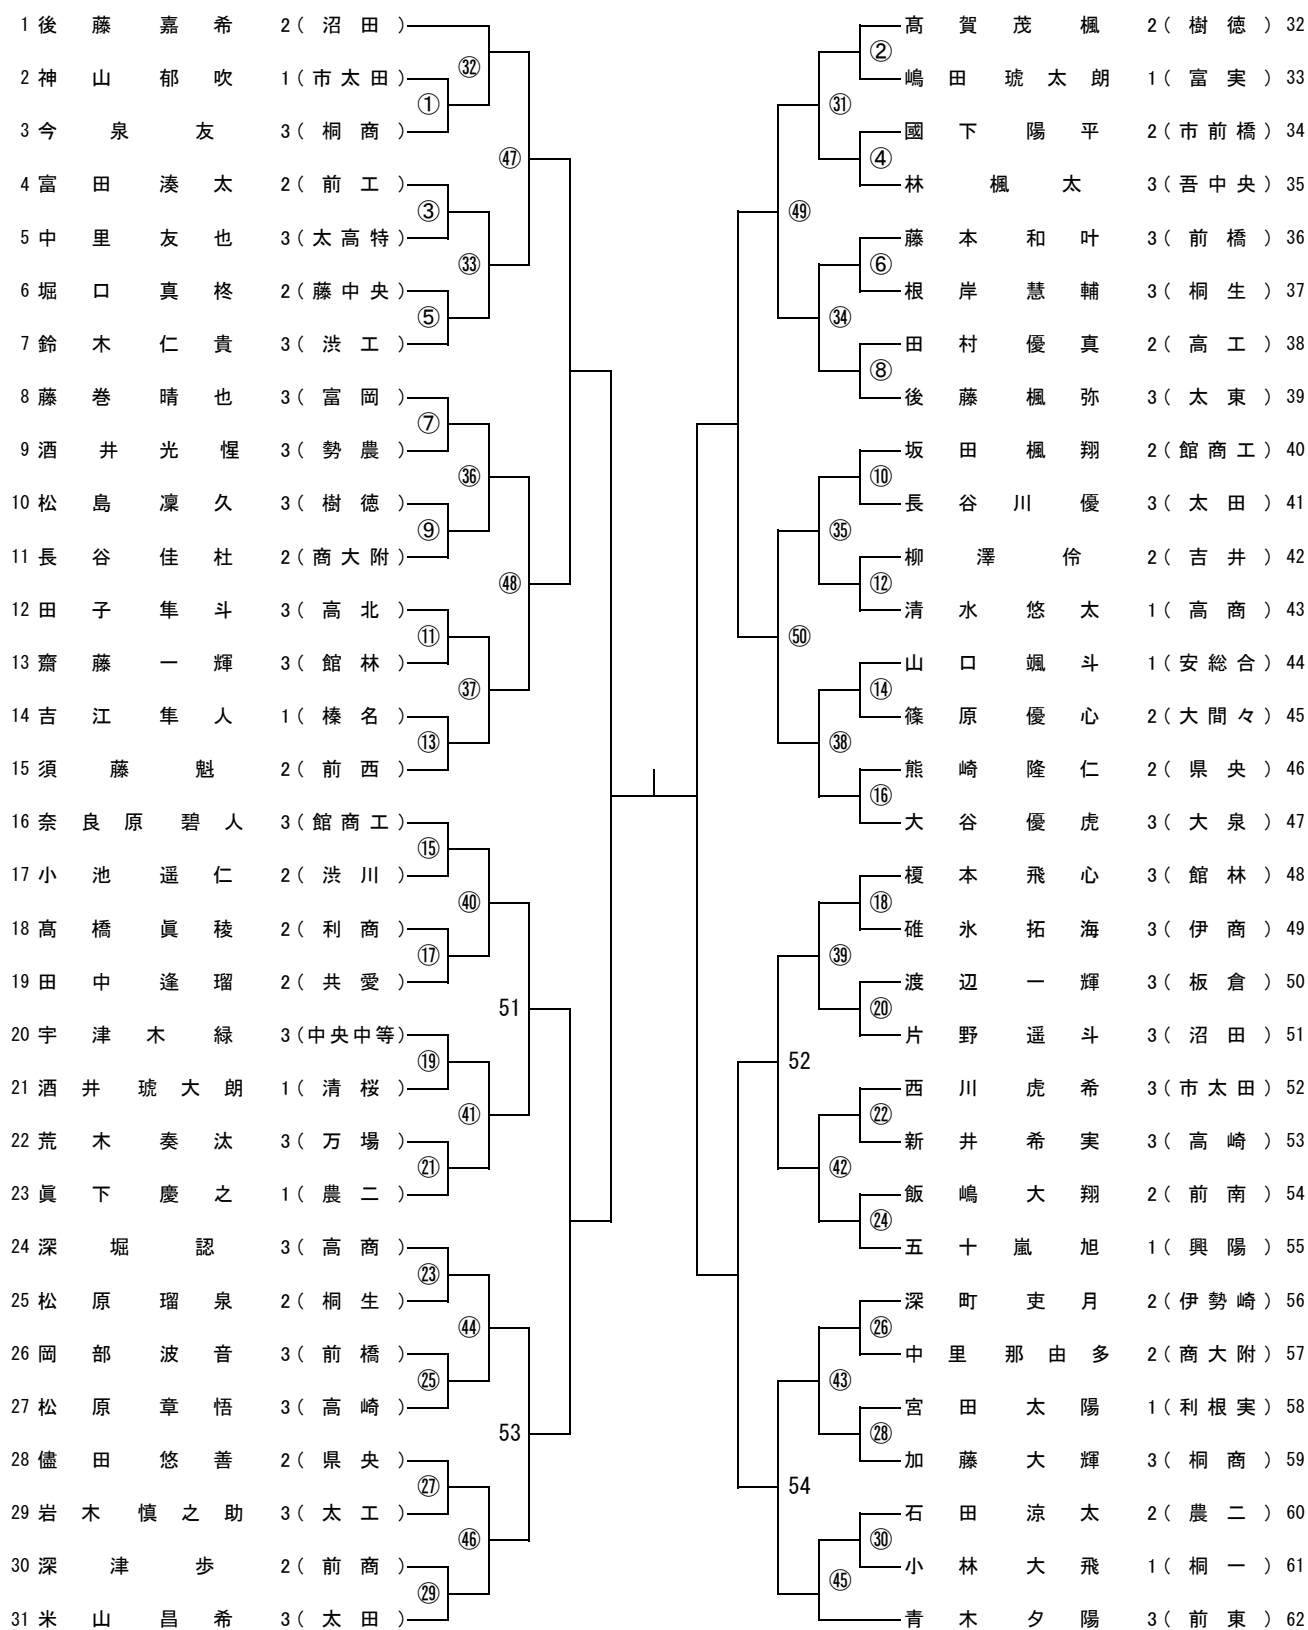 1 後藤嘉希 2(沼田)
2 神山郁吹 1(市太田)
3 今泉友 3(桐商)
4 富田湊太 2(前工)
5 中里友也 3(太高特)
6 堀口真柊 2(藤中央)
7 鈴木仁貴 3(渋工)
8 藤巻晴也 3(富岡)
9 酒井光惺 3(勢農)
10 松島凜久 3(樹徳)
11 長谷佳杜 2(商大附)
12 田子隼斗 3(高北)
13 齋藤一輝 3(館林)
14 吉江隼人 1(榛名)
15 須藤魁 2(前西)
16 奈良原碧人 3(館商工)
17 小池遥仁 2(渋川)
18 髙橋眞稜 2(利商)
19 田中逢瑠 2(共愛)
20 宇津木緑 3(中央中等)
21 酒井琥大朗 1(清桜)
22 荒木奏汰 3(万場)
23 眞下慶之 1(農二)
24 深堀認 3(高商)
25 松原瑠泉 2(桐生)
26 岡部波音 3(前橋)
27 松原章悟 3(高崎)
28 儘田悠善 2(県央)
29 岩木慎之助 3(太工)
30 深津歩 2(前商)
31 米山昌希 3(太田)
①
③
⑤
⑦
⑨
⑪
⑬
⑮
⑰
⑲
㉑
㉓
㉕
㉗
㉙
㉜
㉝
㊱
㊲
㊵
㊶
㊹
㊻
㊼
㊽
51
53
㊾
㊿
52
54
㉛
㉞
㉟
㊳
㊴
㊷
㊸
㊺
②
④
⑥
⑧
⑩
⑫
⑭
⑯
⑱
⑳
㉒
㉔
㉖
㉘
㉚
髙賀茂楓 2(樹徳) 32
嶋田琥太朗 1(富実) 33
國下陽平 2(市前橋) 34
林楓太 3(吾中央) 35
藤本和叶 3(前橋) 36
根岸慧輔 3(桐生) 37
田村優真 2(高工) 38
後藤楓弥 3(太東) 39
坂田楓翔 2(館商工) 40
長谷川優 3(太田) 41
柳澤伶 2(吉井) 42
清水悠太 1(高商) 43
山口颯斗 1(安総合) 44
篠原優心 2(大間々) 45
熊崎隆仁 2(県央) 46
大谷優虎 3(大泉) 47
榎本飛心 3(館林) 48
碓氷拓海 3(伊商) 49
渡辺一輝 3(板倉) 50
片野遥斗 3(沼田) 51
西川虎希 3(市太田) 52
新井希実 3(高崎) 53
飯嶋大翔 2(前南) 54
五十嵐旭 1(興陽) 55
深町吏月 2(伊勢崎) 56
中里那由多 2(商大附) 57
宮田太陽 1(利根実) 58
加藤大輝 3(桐商) 59
石田涼太 2(農二) 60
小林大飛 1(桐一) 61
青木夕陽 3(前東) 62